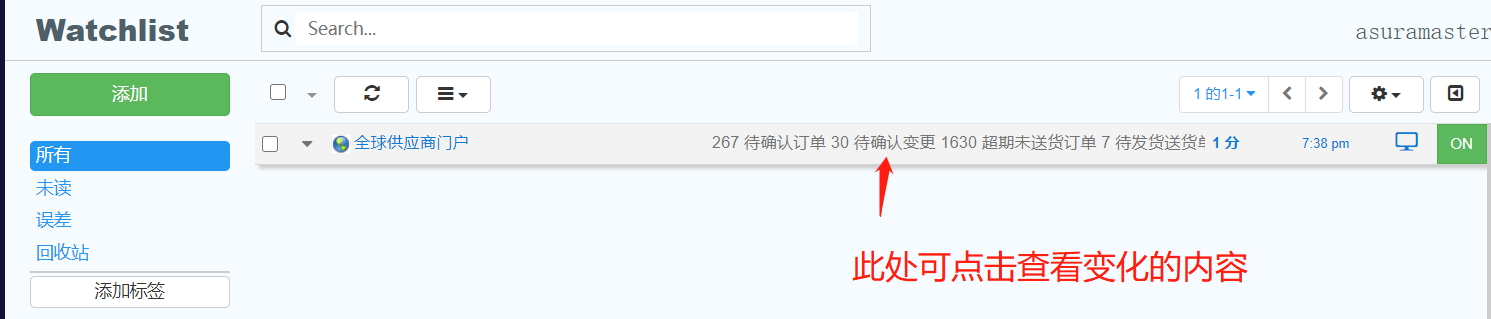 Watchlist
Search...
asuramaster
添加
1 的1-1
所有
全球供应商门户
267 待确认订单 30 待确认变更 1630 超期未送货订单 7 待发货送货单
1 分
7:38 pm
ON
未读
误差
回收站
此处可点击查看变化的内容
添加标签